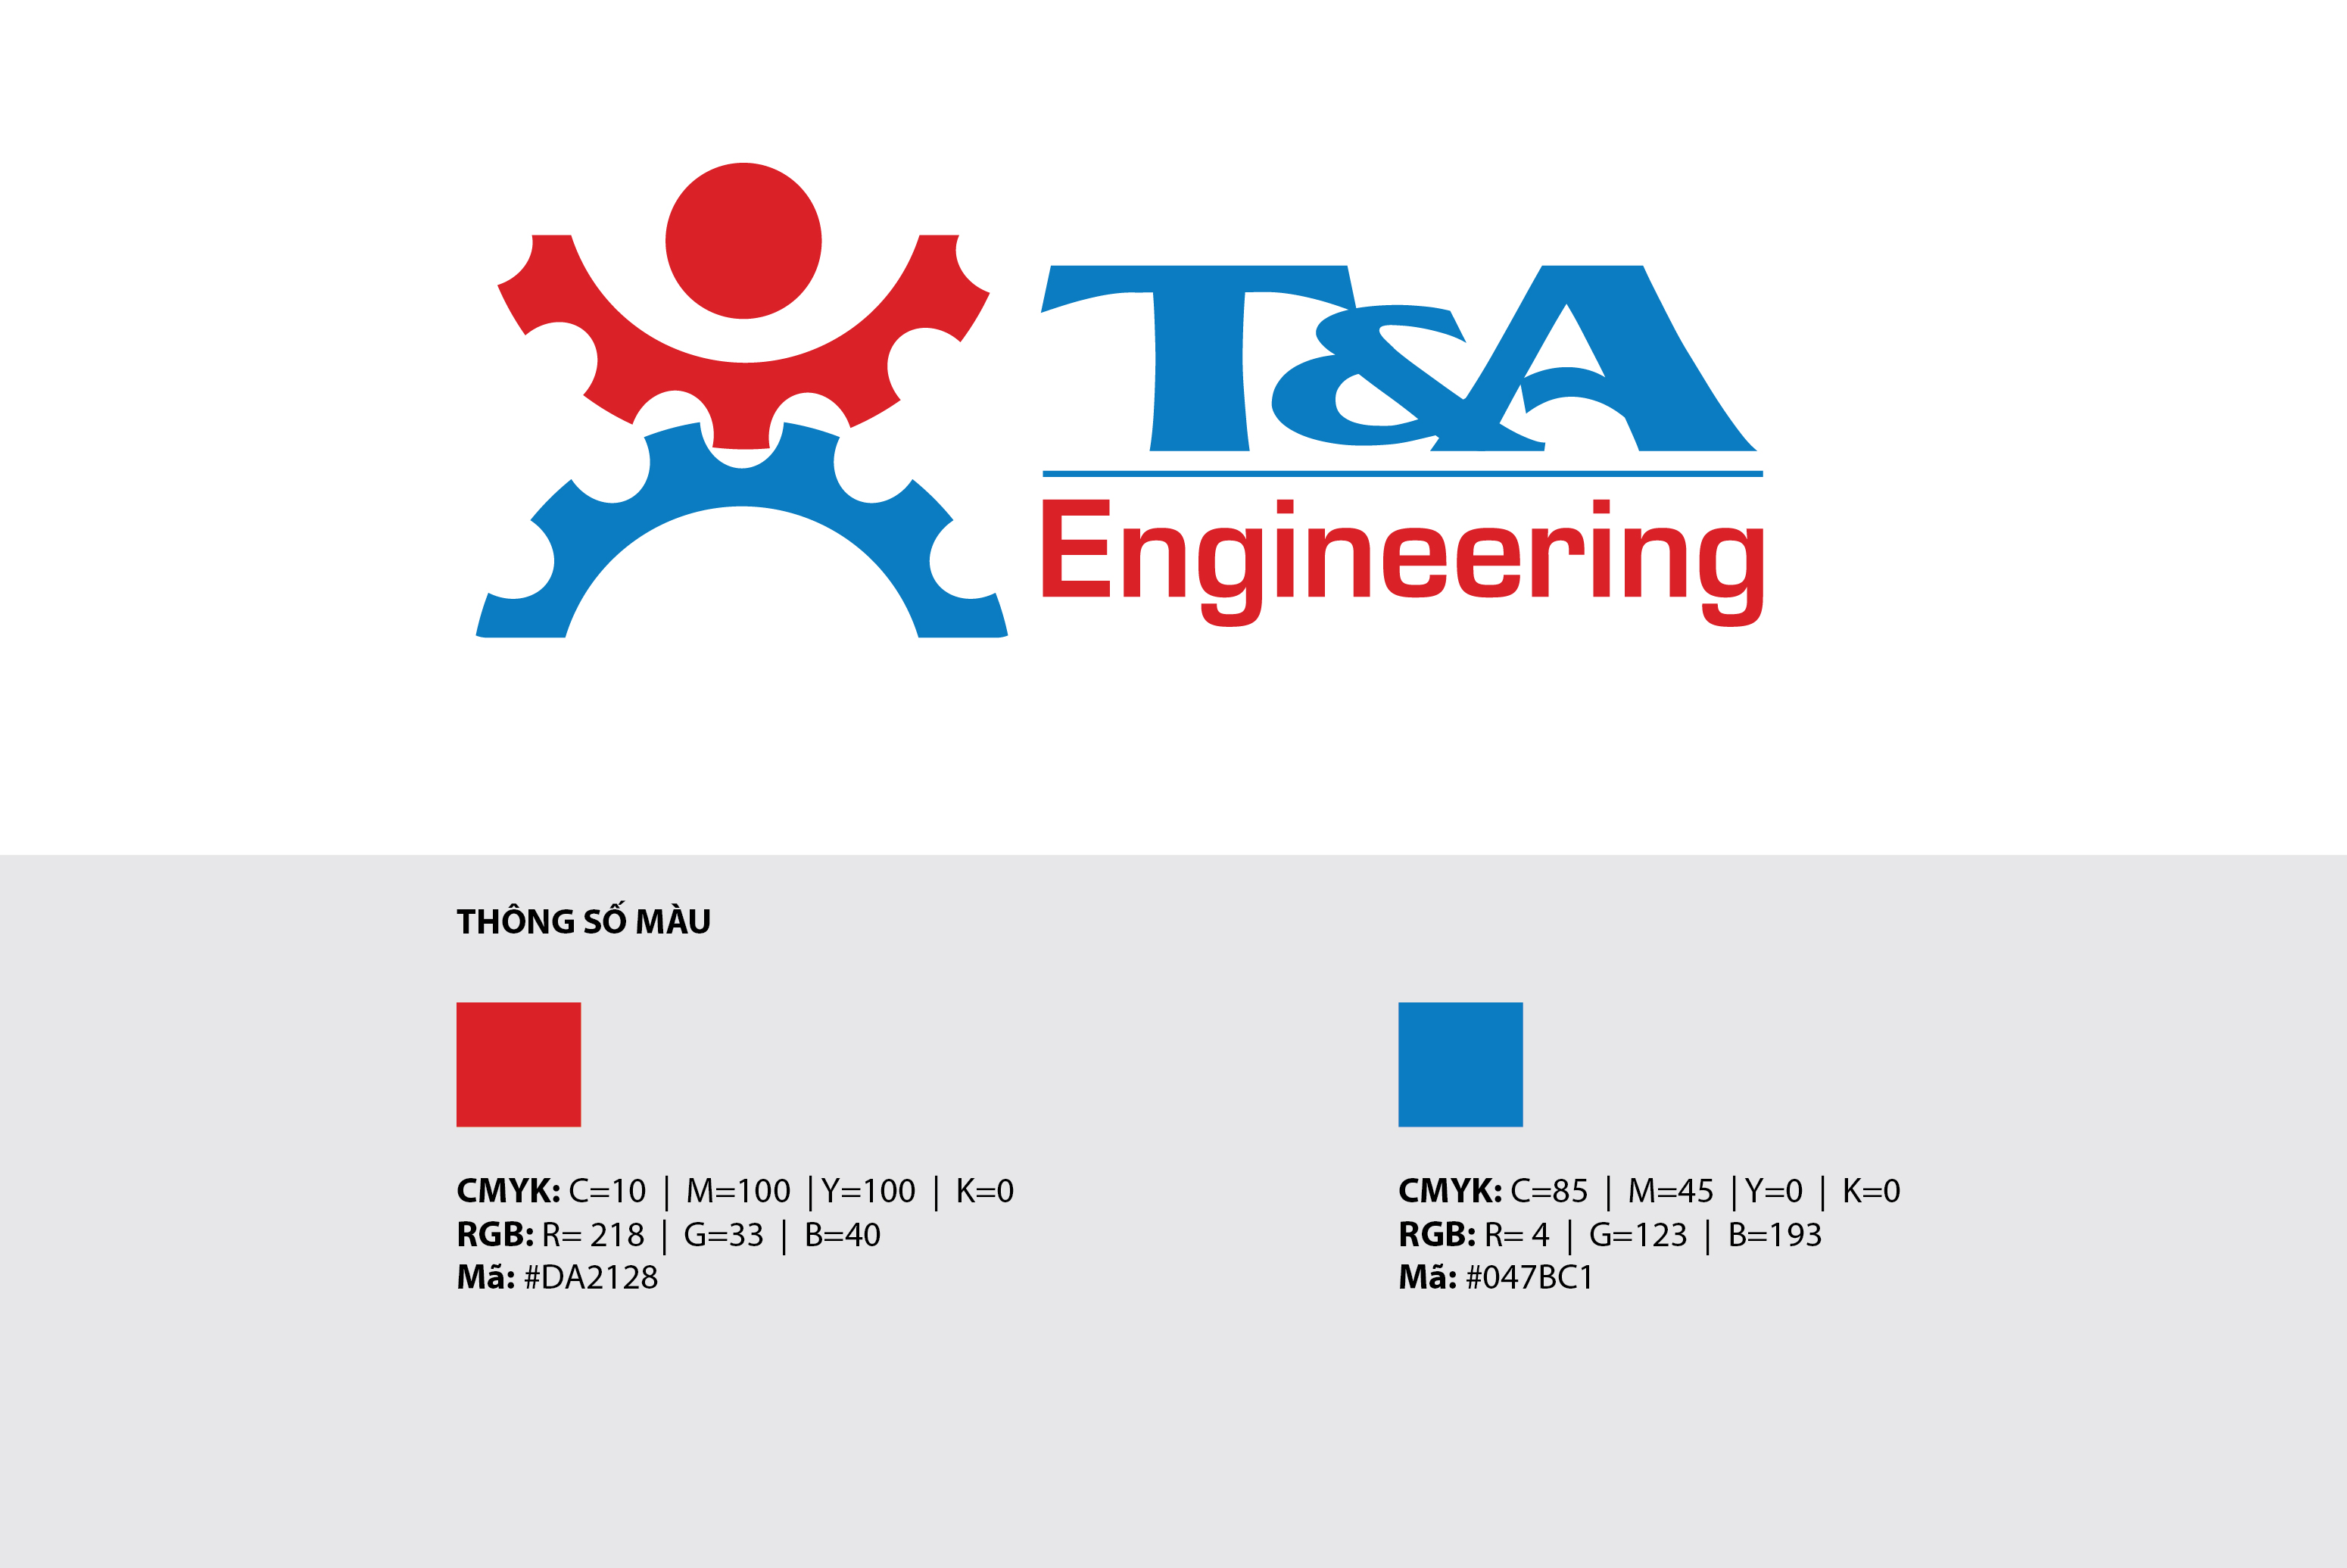 T&A
Engineering
THÔNG SỐ MÀU
CMYK: C=10 | M=100 | Y=100 | K=0
RGB: R= 218 | G=33 | B=40
Mã: #DA2128
CMYK: C=85 | M=45 | Y=0 | K=0
RGB: R= 4 | G=123 | B=193
Mã: #047BC1